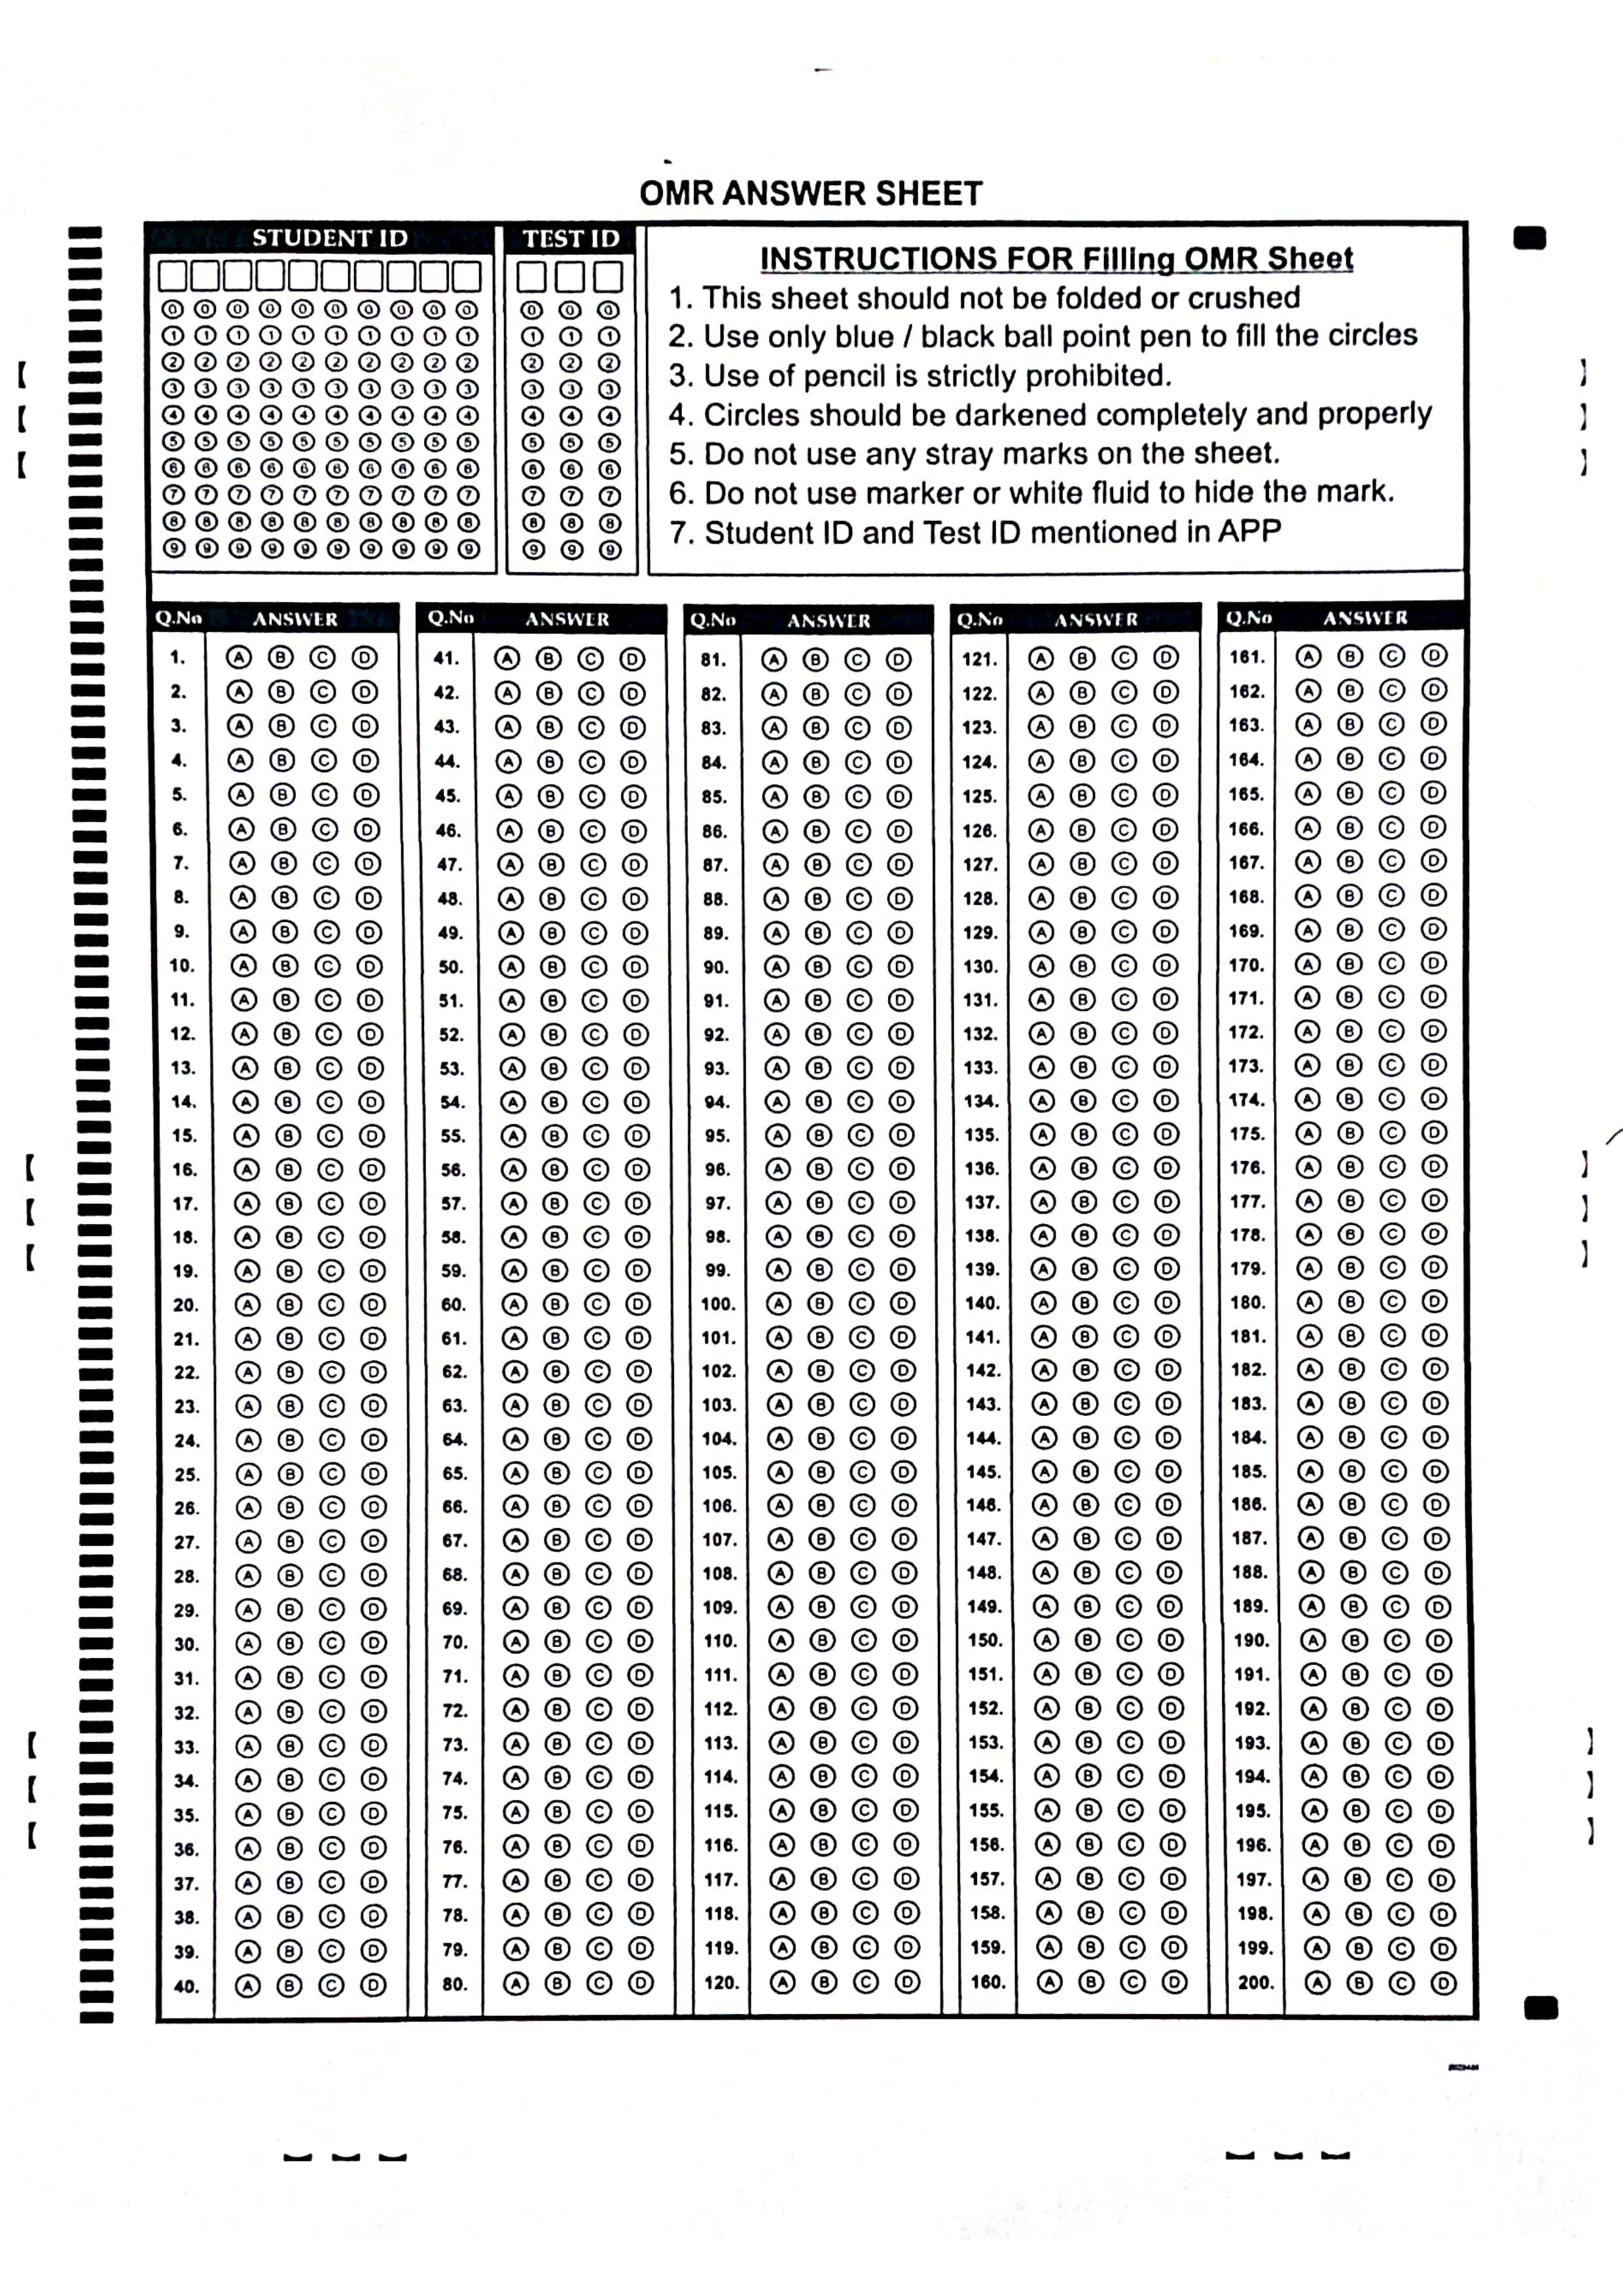 OMR ANSWER SHEET
STUDENT ID
0 0 0 0 0 0 0 0 0 0
1 1 1 1 1 1 1 1 1 1
2 2 2 2 2 2 2 2 2 2
3 3 3 3 3 3 3 3 3 3
4 4 4 4 4 4 4 4 4 4
5 5 5 5 5 5 5 5 5 5
6 6 6 6 6 6 6 6 6 6
7 7 7 7 7 7 7 7 7 7
8 8 8 8 8 8 8 8 8 8
9 9 9 9 9 9 9 9 9 9
TEST ID
0 0 0
1 1 1
2 2 2
3 3 3
4 4 4
5 5 5
6 6 6
7 7 7
8 8 8
9 9 9
INSTRUCTIONS FOR Filling OMR Sheet
1. This sheet should not be folded or crushed
2. Use only blue / black ball point pen to fill the circles
3. Use of pencil is strictly prohibited.
4. Circles should be darkened completely and properly
5. Do not use any stray marks on the sheet.
6. Do not use marker or white fluid to hide the mark.
7. Student ID and Test ID mentioned in APP
Q.No ANSWER Q.No ANSWER Q.No ANSWER Q.No ANSWER Q.No ANSWER
1. A B C D 41. A B C D 81. A B C D 121. A B C D 161. A B C D
2. A B C D 42. A B C D 82. A B C D 122. A B C D 162. A B C D
3. A B C D 43. A B C D 83. A B C D 123. A B C D 163. A B C D
4. A B C D 44. A B C D 84. A B C D 124. A B C D 164. A B C D
5. A B C D 45. A B C D 85. A B C D 125. A B C D 165. A B C D
6. A B C D 46. A B C D 86. A B C D 126. A B C D 166. A B C D
7. A B C D 47. A B C D 87. A B C D 127. A B C D 167. A B C D
8. A B C D 48. A B C D 88. A B C D 128. A B C D 168. A B C D
9. A B C D 49. A B C D 89. A B C D 129. A B C D 169. A B C D
10. A B C D 50. A B C D 90. A B C D 130. A B C D 170. A B C D
11. A B C D 51. A B C D 91. A B C D 131. A B C D 171. A B C D
12. A B C D 52. A B C D 92. A B C D 132. A B C D 172. A B C D
13. A B C D 53. A B C D 93. A B C D 133. A B C D 173. A B C D
14. A B C D 54. A B C D 94. A B C D 134. A B C D 174. A B C D
15. A B C D 55. A B C D 95. A B C D 135. A B C D 175. A B C D
16. A B C D 56. A B C D 96. A B C D 136. A B C D 176. A B C D
17. A B C D 57. A B C D 97. A B C D 137. A B C D 177. A B C D
18. A B C D 58. A B C D 98. A B C D 138. A B C D 178. A B C D
19. A B C D 59. A B C D 99. A B C D 139. A B C D 179. A B C D
20. A B C D 60. A B C D 100. A B C D 140. A B C D 180. A B C D
21. A B C D 61. A B C D 101. A B C D 141. A B C D 181. A B C D
22. A B C D 62. A B C D 102. A B C D 142. A B C D 182. A B C D
23. A B C D 63. A B C D 103. A B C D 143. A B C D 183. A B C D
24. A B C D 64. A B C D 104. A B C D 144. A B C D 184. A B C D
25. A B C D 65. A B C D 105. A B C D 145. A B C D 185. A B C D
26. A B C D 66. A B C D 106. A B C D 146. A B C D 186. A B C D
27. A B C D 67. A B C D 107. A B C D 147. A B C D 187. A B C D
28. A B C D 68. A B C D 108. A B C D 148. A B C D 188. A B C D
29. A B C D 69. A B C D 109. A B C D 149. A B C D 189. A B C D
30. A B C D 70. A B C D 110. A B C D 150. A B C D 190. A B C D
31. A B C D 71. A B C D 111. A B C D 151. A B C D 191. A B C D
32. A B C D 72. A B C D 112. A B C D 152. A B C D 192. A B C D
33. A B C D 73. A B C D 113. A B C D 153. A B C D 193. A B C D
34. A B C D 74. A B C D 114. A B C D 154. A B C D 194. A B C D
35. A B C D 75. A B C D 115. A B C D 155. A B C D 195. A B C D
36. A B C D 76. A B C D 116. A B C D 156. A B C D 196. A B C D
37. A B C D 77. A B C D 117. A B C D 157. A B C D 197. A B C D
38. A B C D 78. A B C D 118. A B C D 158. A B C D 198. A B C D
39. A B C D 79. A B C D 119. A B C D 159. A B C D 199. A B C D
40. A B C D 80. A B C D 120. A B C D 160. A B C D 200. A B C D